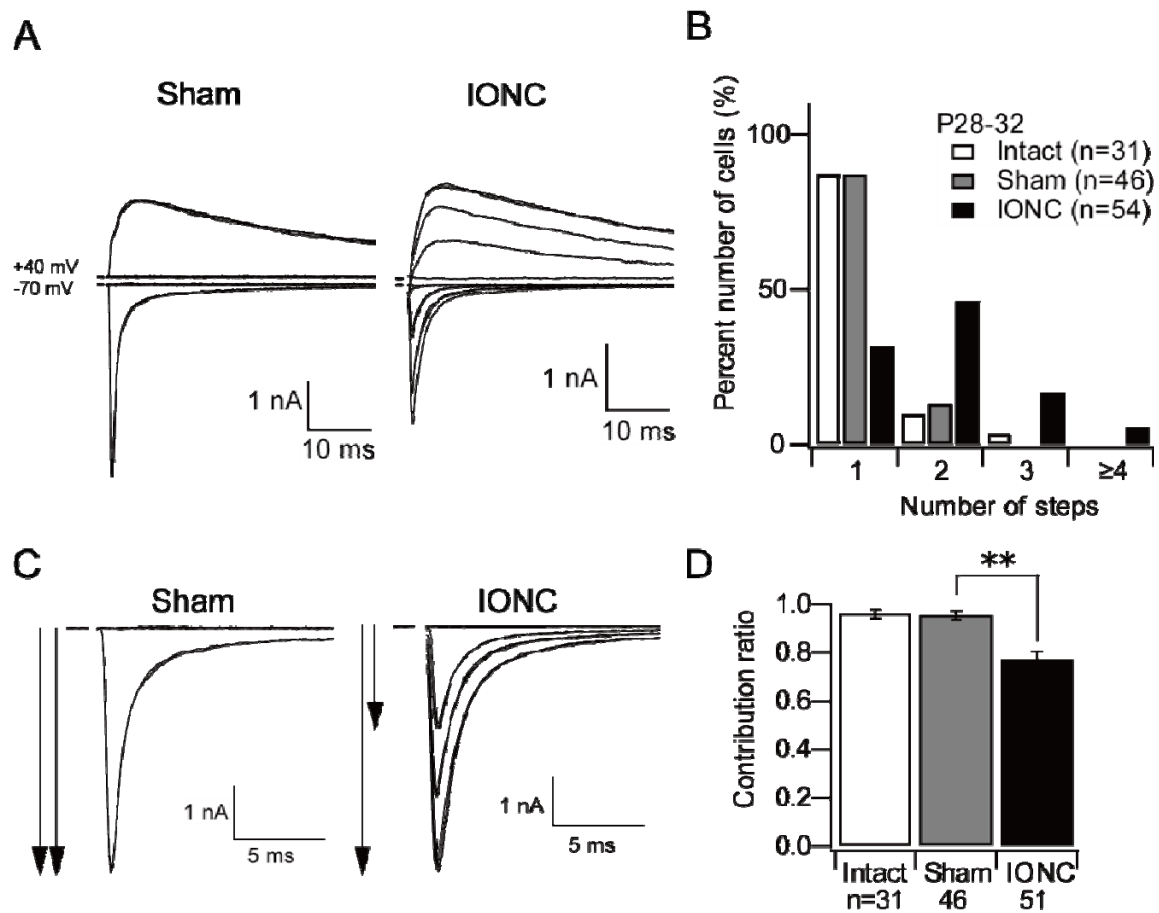 A
Sham
IONC
+40 mV
-70 mV
1 nA
10 ms
1 nA
10 ms
B
Percent number of cells (%)
100
50
0
P28-32
Intact (n=31)
Sham (n=46)
IONC (n=54)
1 2 3 ≥4
Number of steps
C
Sham
IONC
1 nA
5 ms
1 nA
5 ms
D
**
Contribution ratio
1.0
0.8
0.6
0.4
0.2
0.0
Intact Sham IONC
n=31 46 51